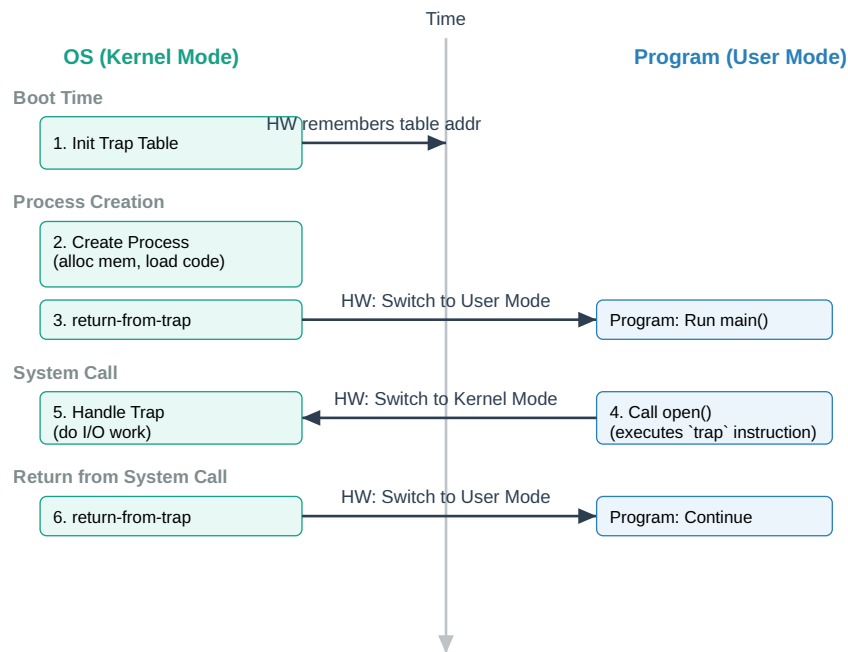 Time
OS (Kernel Mode)
Program (User Mode)
Boot Time
HW remembers table addr
1. Init Trap Table
Process Creation
2. Create Process
(alloc mem, load code)
HW: Switch to User Mode
3. return-from-trap
Program: Run main()
System Call
HW: Switch to Kernel Mode
5. Handle Trap
(do I/O work)
4. Call open()
(executes `trap` instruction)
Return from System Call
HW: Switch to User Mode
6. return-from-trap
Program: Continue